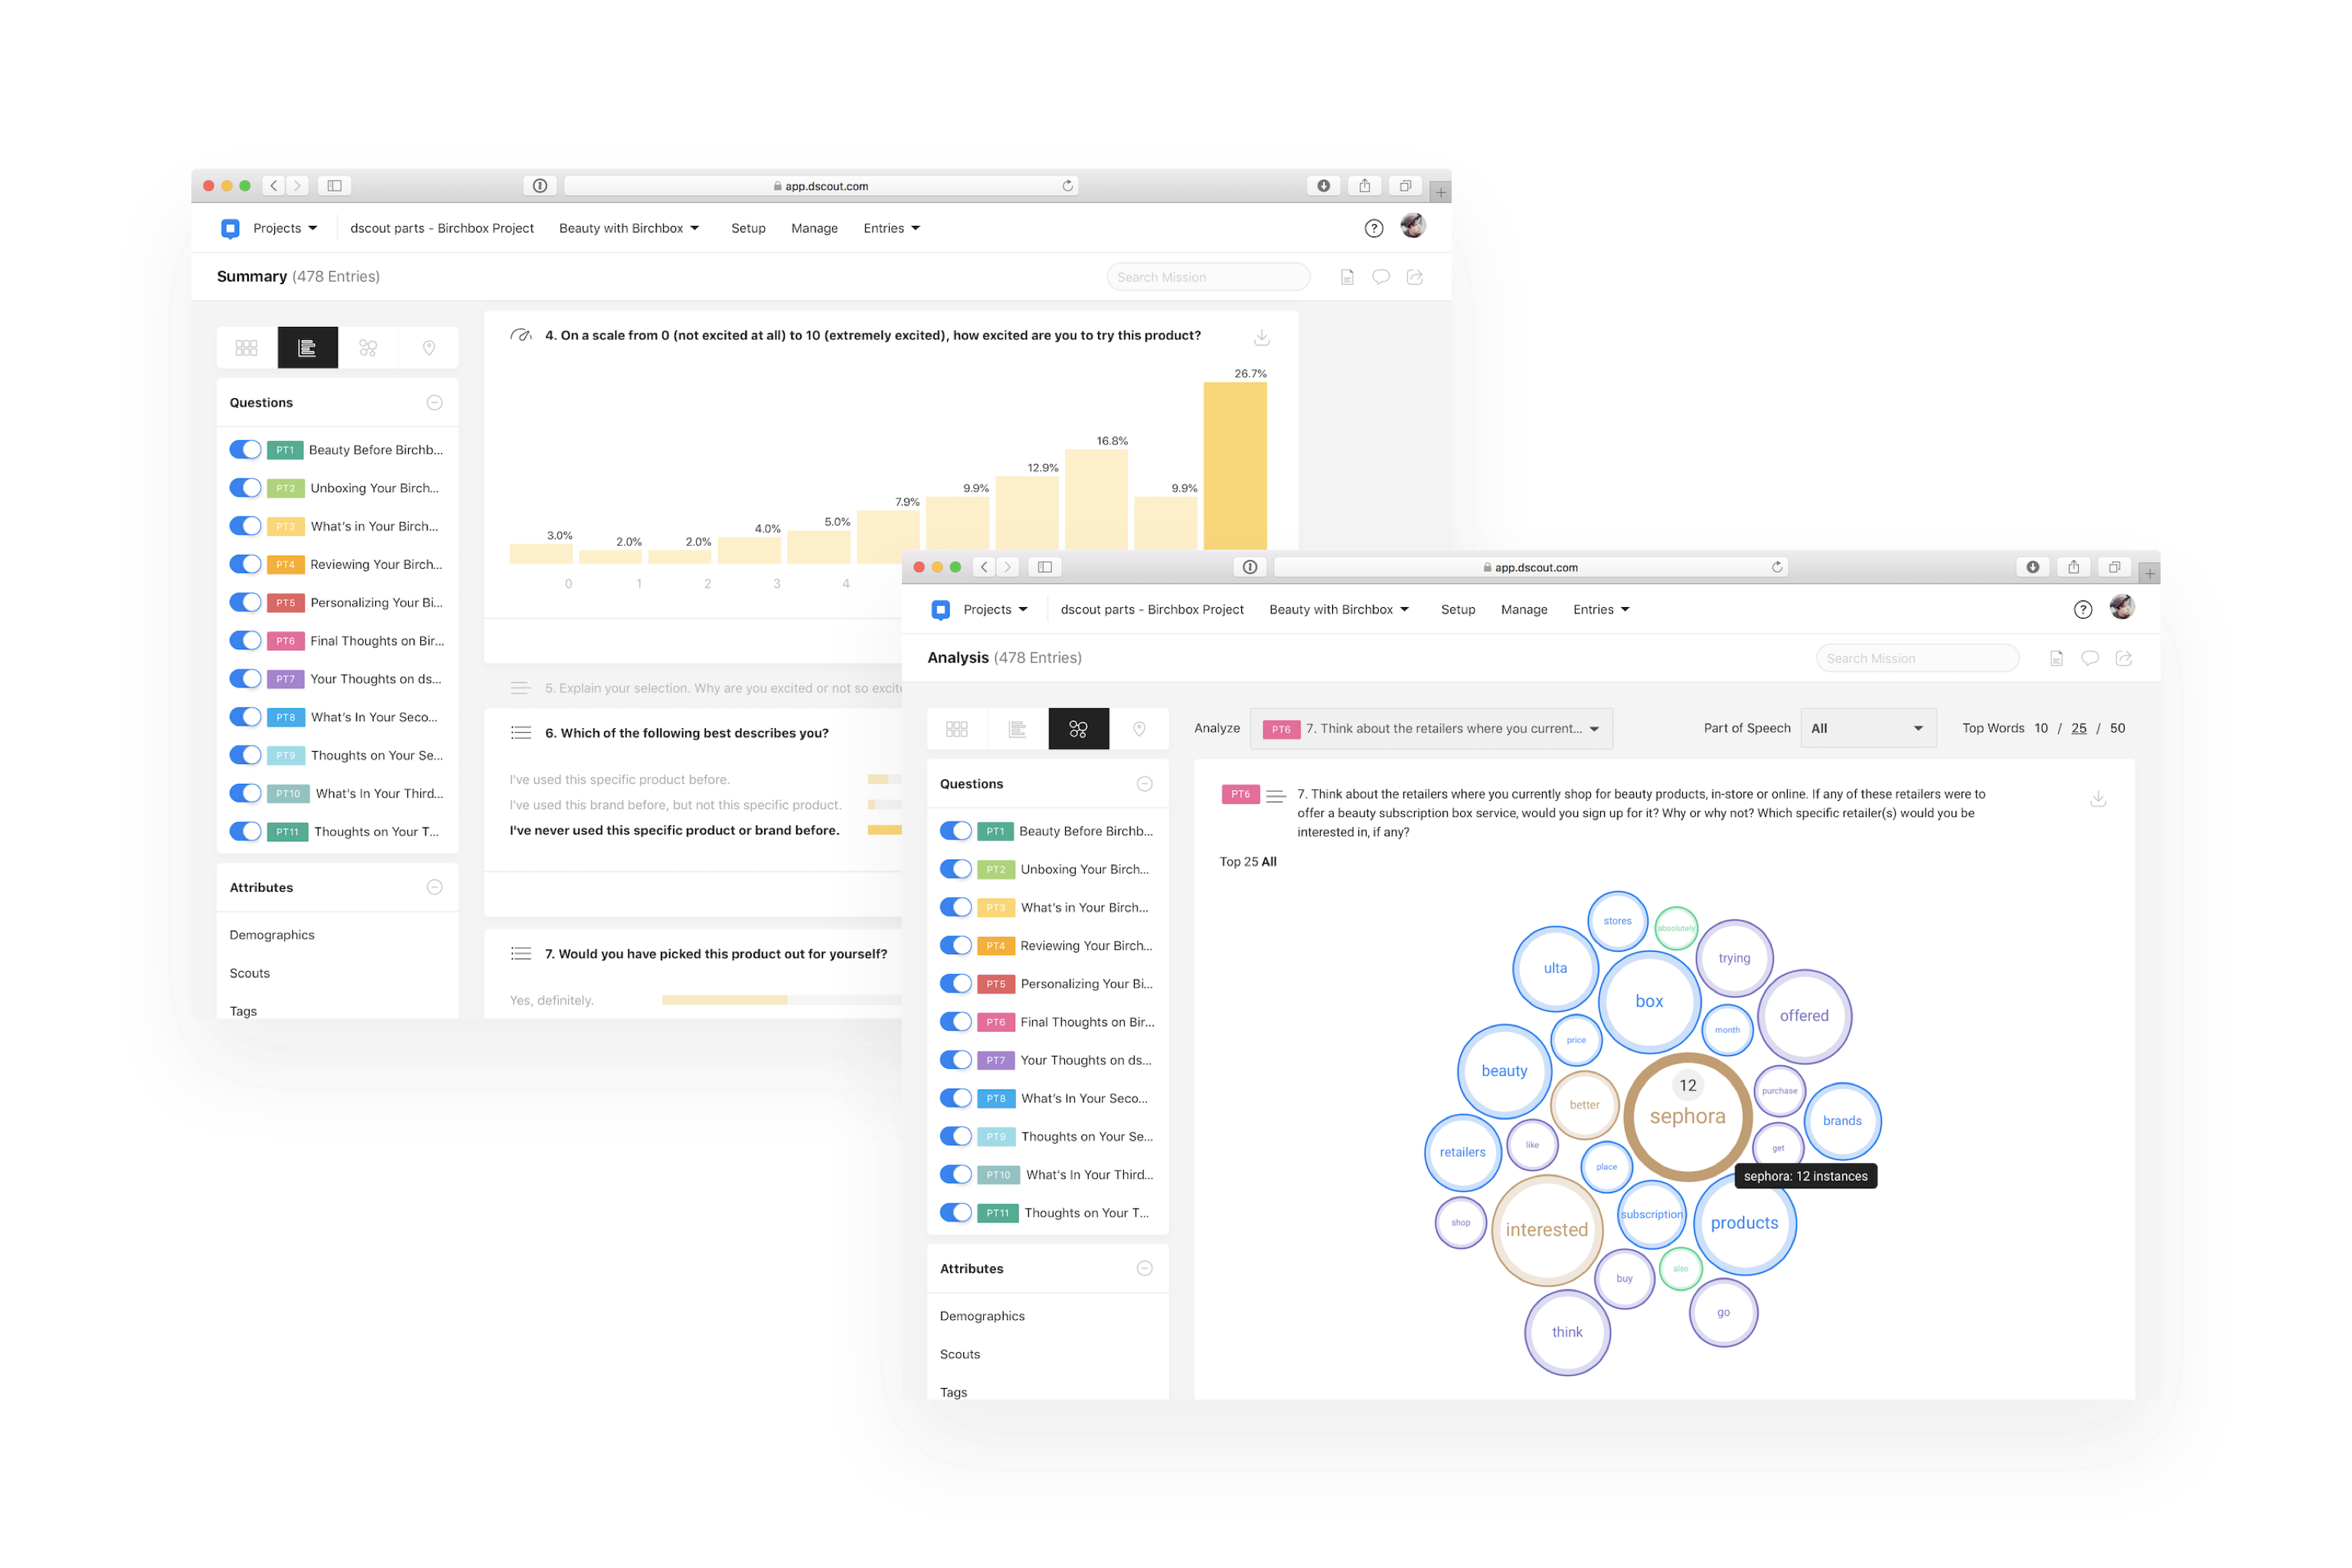 app.dscout.com
Projects
dscout parts - Birchbox Project
Beauty with Birchbox
Setup
Manage
Entries
?
Summary (478 Entries)
Search Mission
Questions
PT1 Beauty Before Birchb...
PT2 Unboxing Your Birch...
PT3 What's in Your Birch...
PT4 Reviewing Your Birch...
PT5 Personalizing Your Bi...
PT6 Final Thoughts on Bir...
PT7 Your Thoughts on ds...
PT8 What's In Your Seco...
PT9 Thoughts on Your Se...
PT10 What's In Your Third...
PT11 Thoughts on Your T...
Attributes
Demographics
Scouts
Tags
4. On a scale from 0 (not excited at all) to 10 (extremely excited), how excited are you to try this product?
3.0%
2.0%
2.0%
4.0%
5.0%
7.9%
9.9%
12.9%
16.8%
9.9%
26.7%
0
1
2
3
4
5. Explain your selection. Why are you excited or not so excite
6. Which of the following best describes you?
I've used this specific product before.
I've used this brand before, but not this specific product.
I've never used this specific product or brand before.
7. Would you have picked this product out for yourself?
Yes, definitely.
app.dscout.com
Projects
dscout parts - Birchbox Project
Beauty with Birchbox
Setup
Manage
Entries
?
Analysis (478 Entries)
Search Mission
Questions
PT1 Beauty Before Birchb...
PT2 Unboxing Your Birch...
PT3 What's in Your Birch...
PT4 Reviewing Your Birch...
PT5 Personalizing Your Bi...
PT6 Final Thoughts on Bir...
PT7 Your Thoughts on ds...
PT8 What's In Your Seco...
PT9 Thoughts on Your Se...
PT10 What's In Your Third...
PT11 Thoughts on Your T...
Attributes
Demographics
Scouts
Tags
Analyze
PT6 7. Think about the retailers where you current...
Part of Speech
All
Top Words 10 / 25 / 50
PT6
7. Think about the retailers where you currently shop for beauty products, in-store or online. If any of these retailers were to
offer a beauty subscription box service, would you sign up for it? Why or why not? Which specific retailer(s) would you be
interested in, if any?
Top 25 All
stores
absolutely
trying
ulta
box
offered
month
price
beauty
12
sephora
purchase
better
brands
like
get
retailers
place
sephora: 12 instances
subscription
products
shop
interested
also
buy
go
think